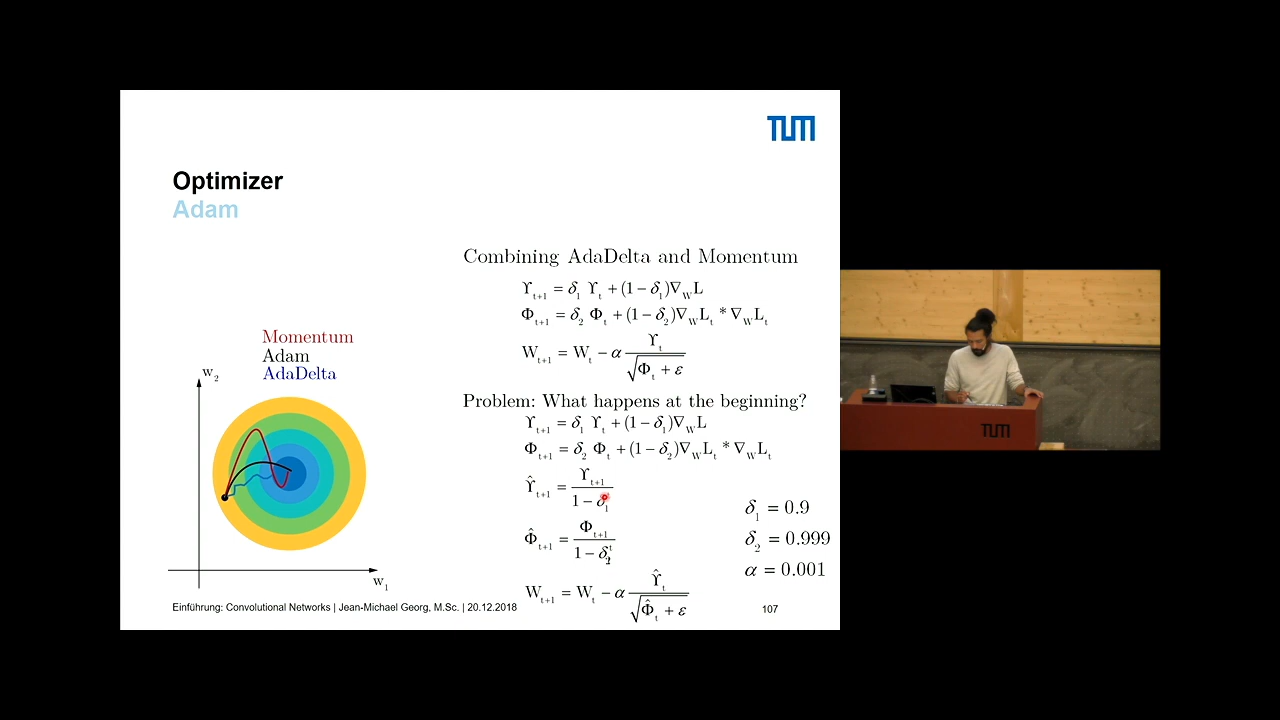 TUM
Optimizer
Adam
Combining AdaDelta and Momentum
ϒ_{t+1} = δ_1 ϒ_t + (1 − δ_1)∇_W L
Φ_{t+1} = δ_2 Φ_t + (1 − δ_2)∇_W L_t * ∇_W L_t
W_{t+1} = W_t − α ϒ_t / √(Φ_t + ε)
Problem: What happens at the beginning?
ϒ_{t+1} = δ_1 ϒ_t + (1 − δ_1)∇_W L
Φ_{t+1} = δ_2 Φ_t + (1 − δ_2)∇_W L_t * ∇_W L_t
ϒ̂_{t+1} = ϒ_{t+1} / (1 − δ_1)
Φ̂_{t+1} = Φ_{t+1} / (1 − δ_2^t)
W_{t+1} = W_t − α ϒ̂_t / √(Φ̂_t + ε)
δ_1 = 0.9
δ_2 = 0.999
α = 0.001
Momentum
Adam
AdaDelta
w_2
w_1
Einführung: Convolutional Networks | Jean-Michael Georg, M.Sc. | 20.12.2018
107
TUM